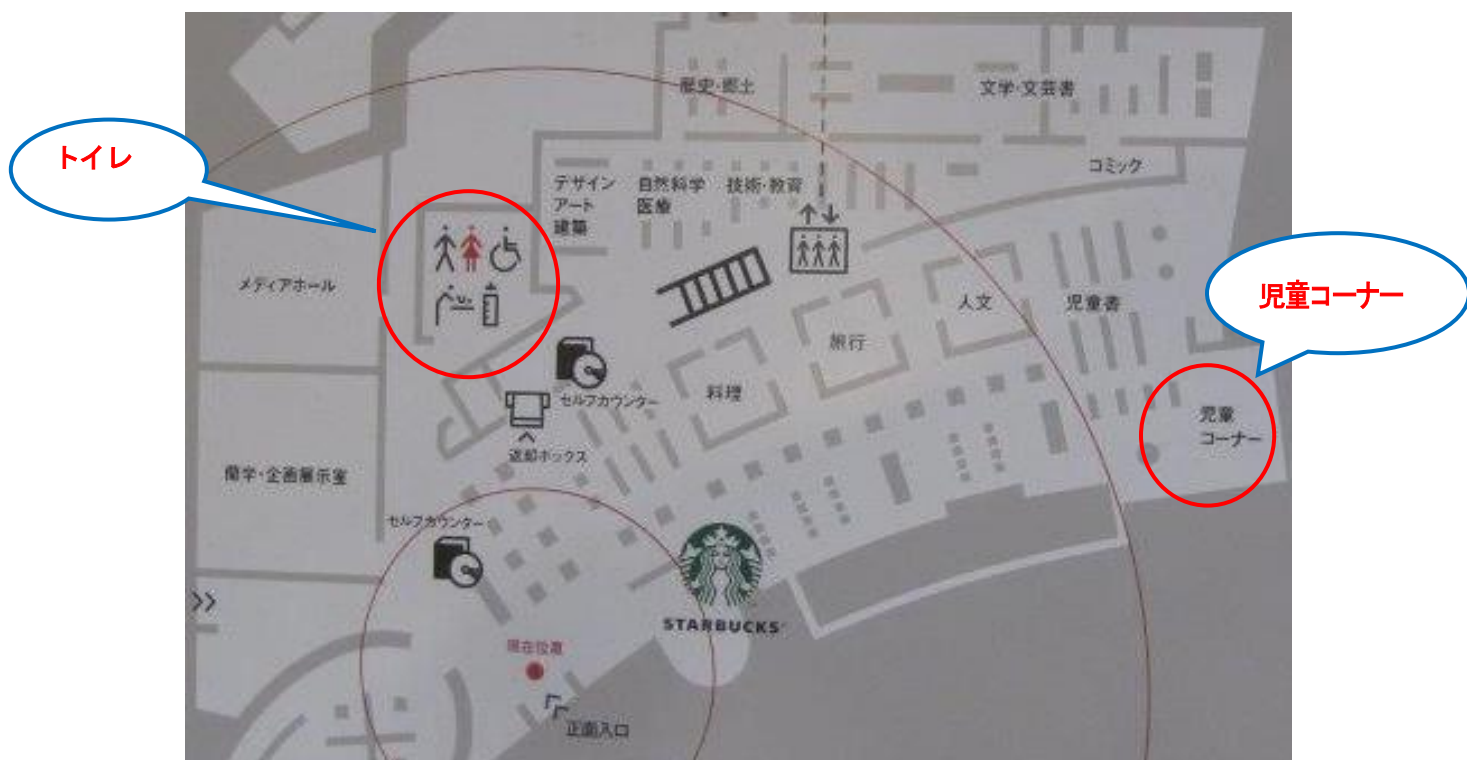 トイレ
歴史・郷土
文学・文芸書
コミック
デザイン
アート
建築
自然科学
医療
技術・教育
メディアホール
人文
児童書
児童コーナー
旅行
料理
セルフカウンター
返却ボックス
児童
コーナー
蘭学・企画展示室
セルフカウンター
STARBUCKS
現在位置
正面入口